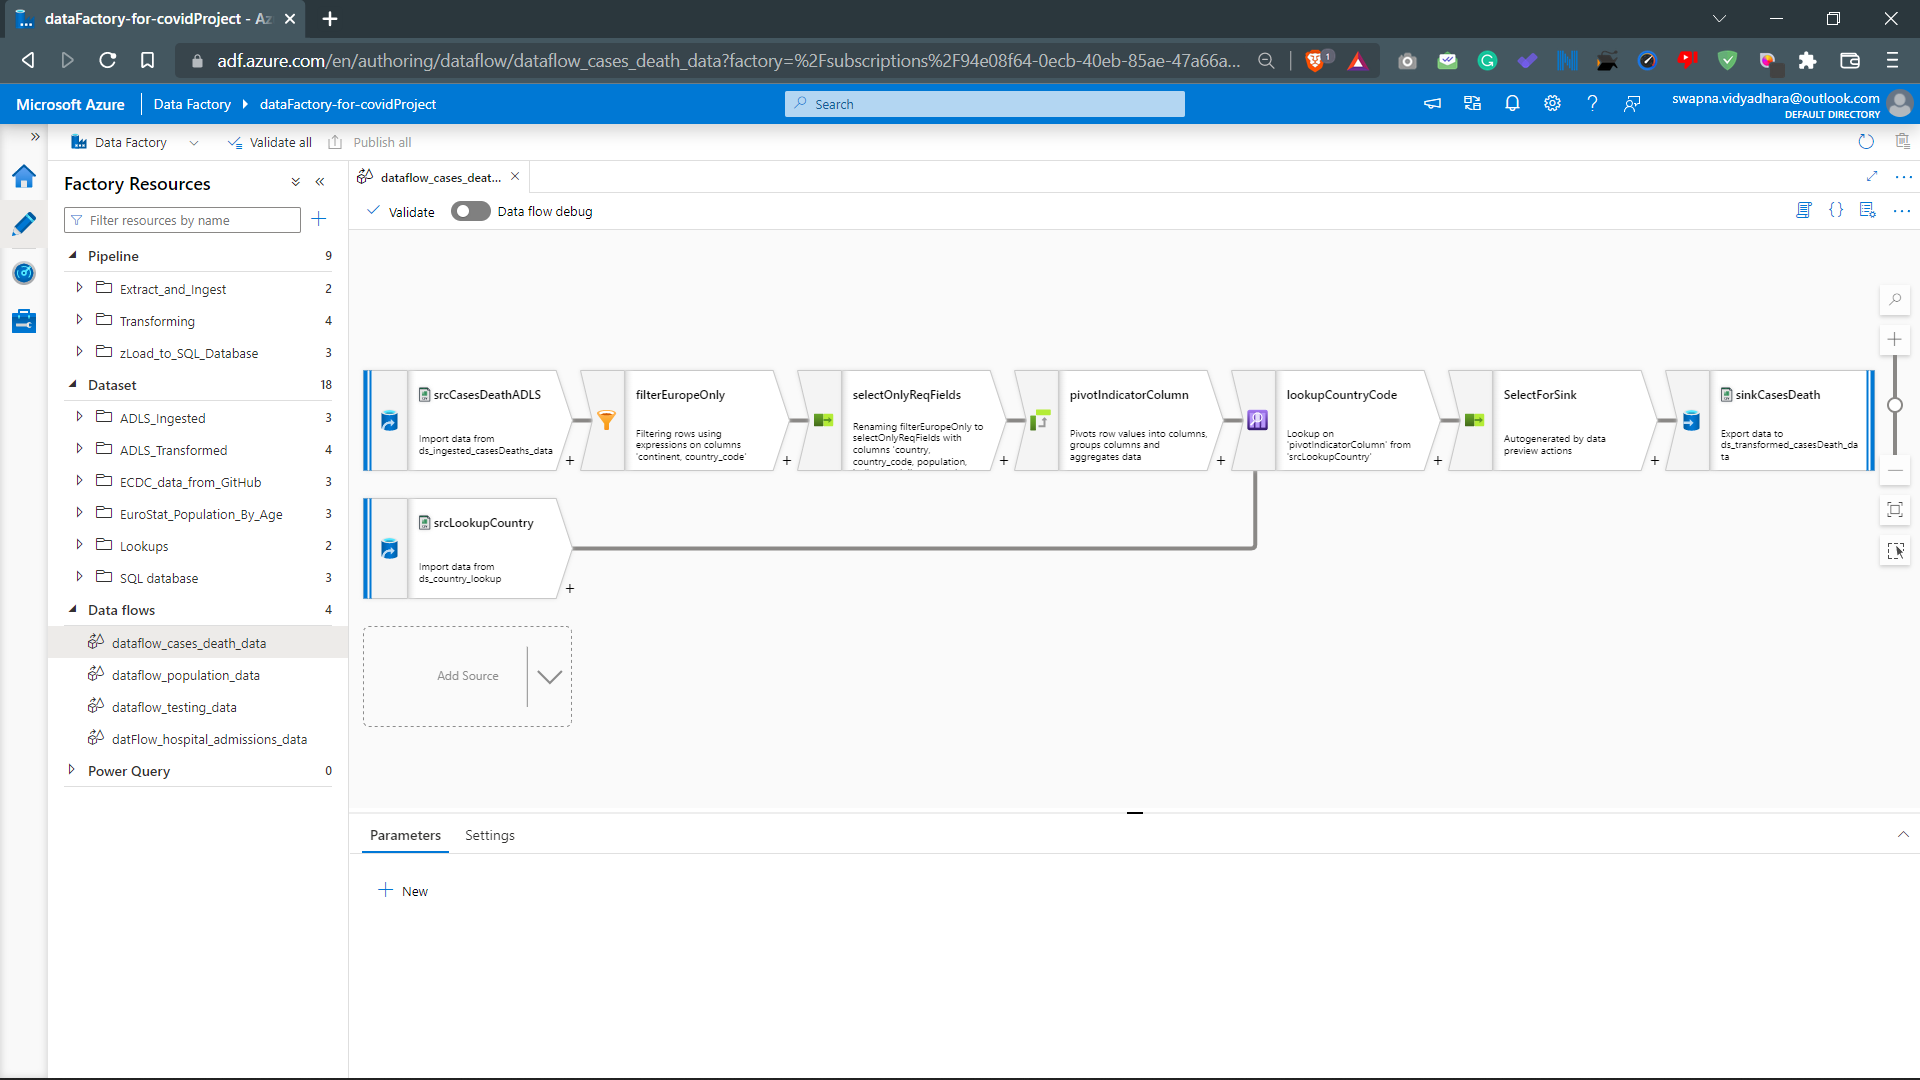 dataFactory-for-covidProject - Az
adf.azure.com/en/authoring/dataflow/dataflow_cases_death_data?factory=%2Fsubscriptions%2F94e08f64-0ecb-40eb-85ae-47a66a...
1
Microsoft Azure
Data Factory
dataFactory-for-covidProject
Search
swapna.vidyadhara@outlook.com
DEFAULT DIRECTORY
Data Factory
Validate all
Publish all
Factory Resources
Filter resources by name
Pipeline 9
Extract_and_Ingest 2
Transforming 4
zLoad_to_SQL_Database 3
Dataset 18
ADLS_Ingested 3
ADLS_Transformed 4
ECDC_data_from_GitHub 3
EuroStat_Population_By_Age 3
Lookups 2
SQL database 3
Data flows 4
dataflow_cases_death_data
dataflow_population_data
dataflow_testing_data
datFlow_hospital_admissions_data
Power Query 0
dataflow_cases_deat...
Validate
Data flow debug
srcCasesDeathADLS
Import data from
ds_ingested_casesDeaths_data
filterEuropeOnly
Filtering rows using
expressions on columns
'continent, country_code'
selectOnlyReqFields
Renaming filterEuropeOnly to
selectOnlyReqFields with
columns 'country,
country_code, population,
pivotIndicatorColumn
Pivots row values into columns,
groups columns and
aggregates data
lookupCountryCode
Lookup on
'pivotIndicatorColumn' from
'srcLookupCountry'
SelectForSink
Autogenerated by data
preview actions
sinkCasesDeath
Export data to
ds_transformed_casesDeath_da
ta
srcLookupCountry
Import data from
ds_country_lookup
Add Source
Parameters
Settings
New